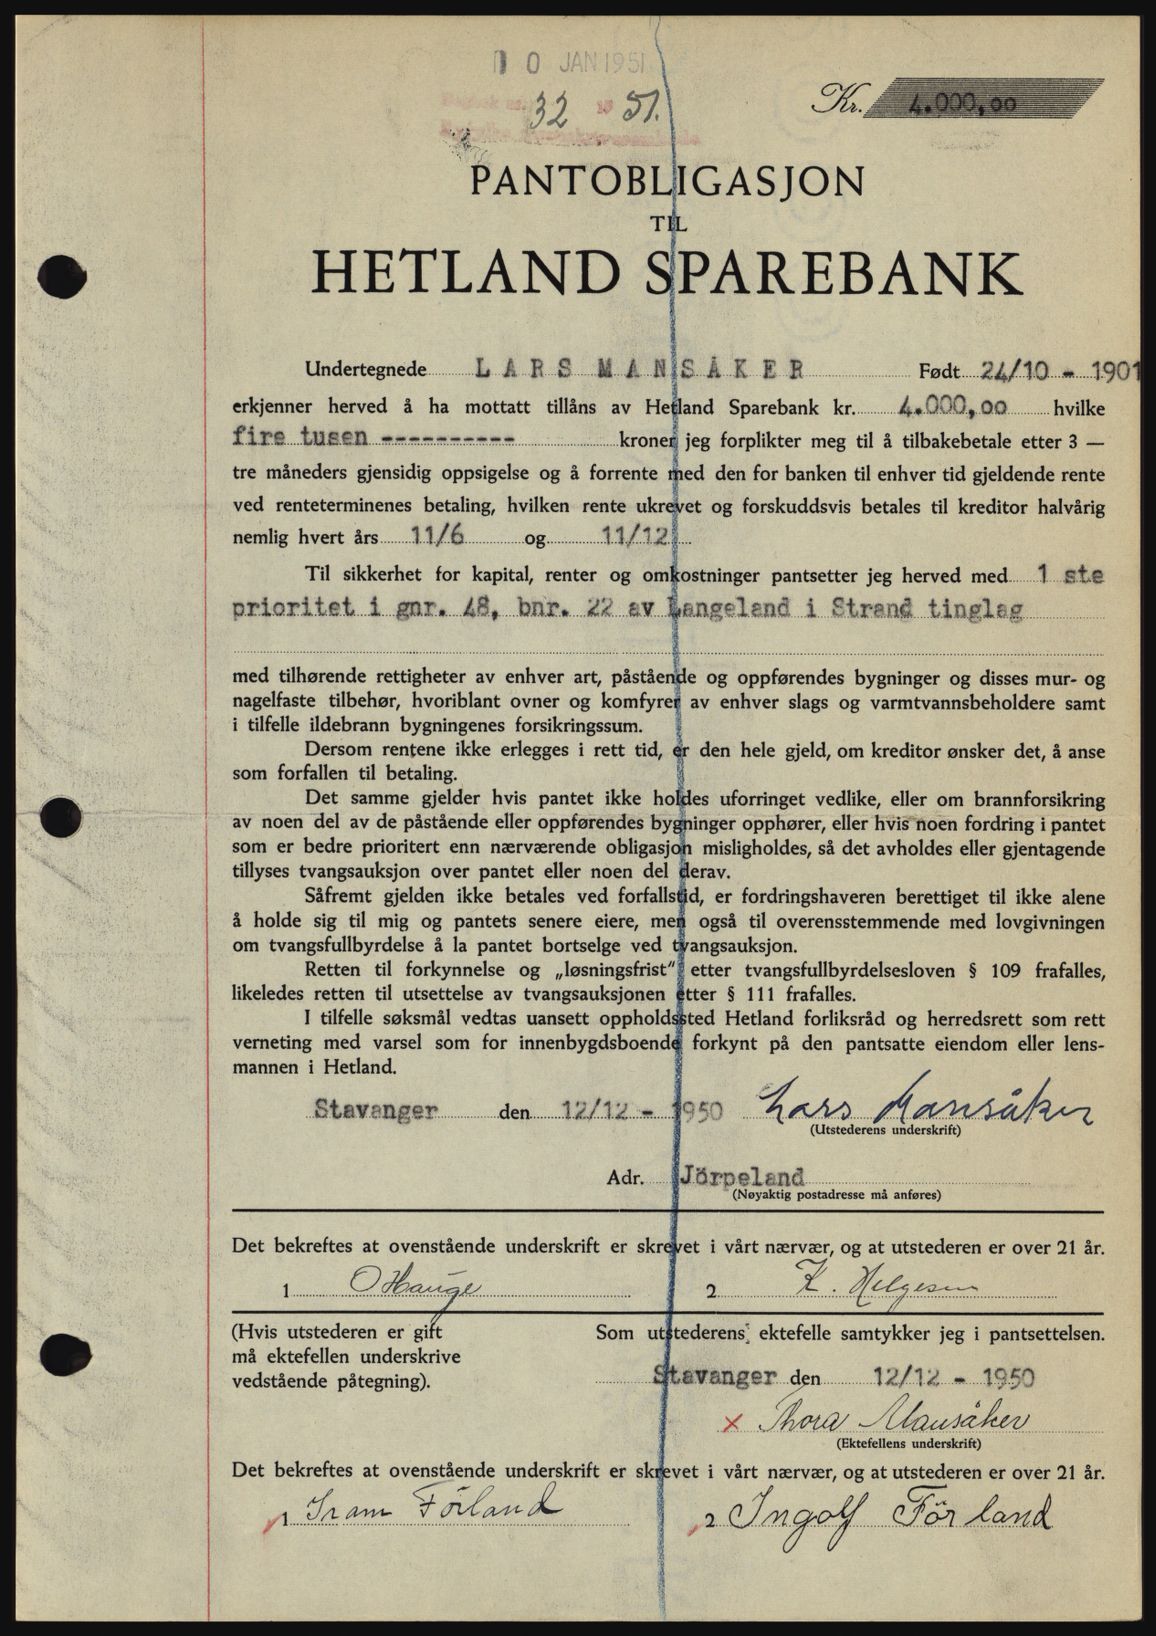 10 JAN 1951
32 1951.
Kr. 4.000,00
PANTOBLIGASJON
TIL
HETLAND SPAREBANK
Undertegnede LARS MANSÅKER Født 24/10 - 1901
erkjenner herved å ha mottatt tillåns av Hetland Sparebank kr. 4.000,00 hvilke
fire tusen ---------- kroner jeg forplikter meg til å tilbakebetale etter 3 —
tre måneders gjensidig oppsigelse og å forrente med den for banken til enhver tid gjeldende rente
ved renteterminenes betaling, hvilken rente ukrevet og forskuddsvis betales til kreditor halvårig
nemlig hvert års 11/6 og 11/12
Til sikkerhet for kapital, renter og omkostninger pantsetter jeg herved med 1 ste
prioritet i gnr. 48, bnr. 22 av Langeland i Strand tinglag
med tilhørende rettigheter av enhver art, påstående og oppførendes bygninger og disses mur- og
nagelfaste tilbehør, hvoriblant ovner og komfyrer av enhver slags og varmtvannsbeholdere samt
i tilfelle ildebrann bygningenes forsikringssum.
Dersom rentene ikke erlegges i rett tid, er den hele gjeld, om kreditor ønsker det, å anse
som forfallen til betaling.
Det samme gjelder hvis pantet ikke holdes uforringet vedlike, eller om brannforsikring
av noen del av de påstående eller oppførendes bygninger opphører, eller hvis noen fordring i pantet
som er bedre prioritert enn nærværende obligasjon misligholdes, så det avholdes eller gjentagende
tillyses tvangsauksjon over pantet eller noen del derav.
Såfremt gjelden ikke betales ved forfallstid, er fordringshaveren berettiget til ikke alene
å holde sig til mig og pantets senere eiere, men også til overensstemmende med lovgivningen
om tvangsfullbyrdelse å la pantet bortselge ved tvangsauksjon.
Retten til forkynnelse og „løsningsfrist" etter tvangsfullbyrdelsesloven § 109 frafalles,
likeledes retten til utsettelse av tvangsauksjonen etter § 111 frafalles.
I tilfelle søksmål vedtas uansett oppholdssted Hetland forliksråd og herredsrett som rett
verneting med varsel som for innenbygdsboende forkynt på den pantsatte eiendom eller lens-
mannen i Hetland.
Stavanger den 12/12 - 1950 Lars Mansåker
(Utstederens underskrift)
Adr. Jörpeland
(Nøyaktig postadresse må anføres)
Det bekreftes at ovenstående underskrift er skrevet i vårt nærvær, og at utstederen er over 21 år.
1 O Hauge 2 K. Helgesen
(Hvis utstederen er gift Som utstederens ektefelle samtykker jeg i pantsettelsen.
må ektefellen underskrive
vedstående påtegning). Stavanger den 12/12 - 1950
x Thora Mansåker
(Ektefellens underskrift)
Det bekreftes at ovenstående underskrift er skrevet i vårt nærvær, og at utstederen er over 21 år.
1 Förland 2 Ingolf Förland